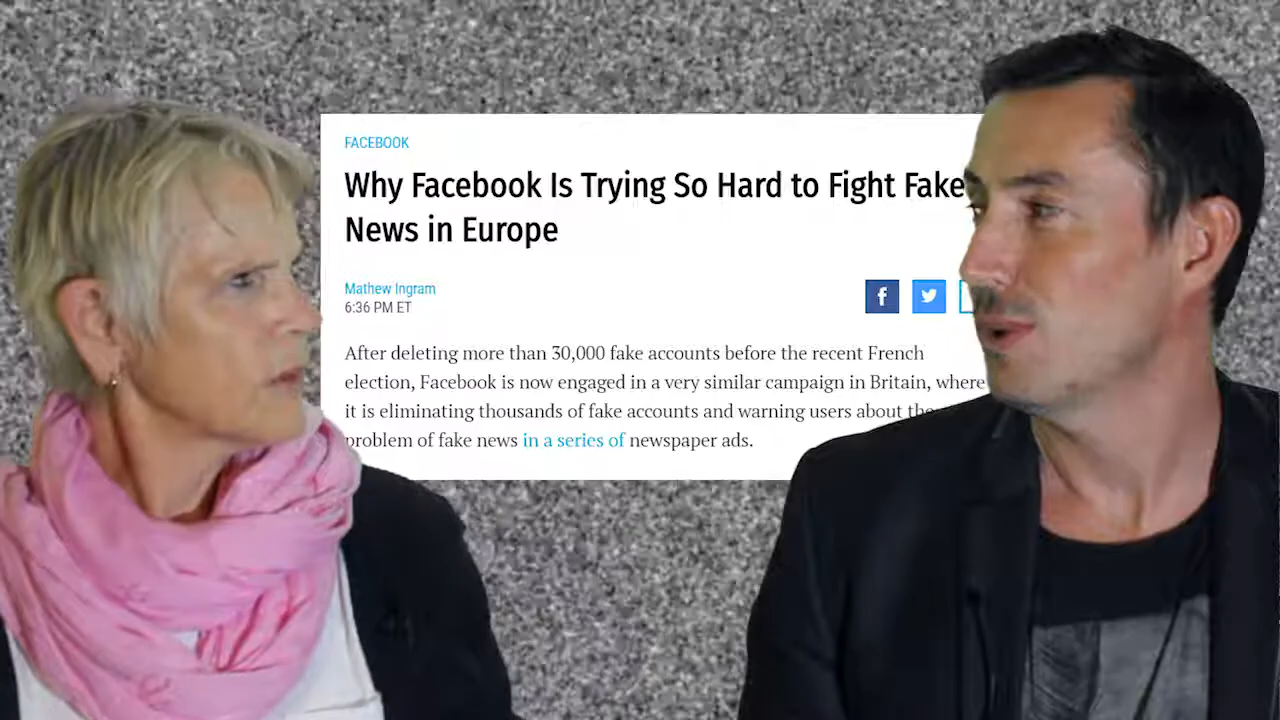 FACEBOOK
Why Facebook Is Trying So Hard to Fight Fake
News in Europe
Mathew Ingram
6:36 PM ET
After deleting more than 30,000 fake accounts before the recent French
election, Facebook is now engaged in a very similar campaign in Britain, where
it is eliminating thousands of fake accounts and warning users about the
problem of fake news in a series of newspaper ads.